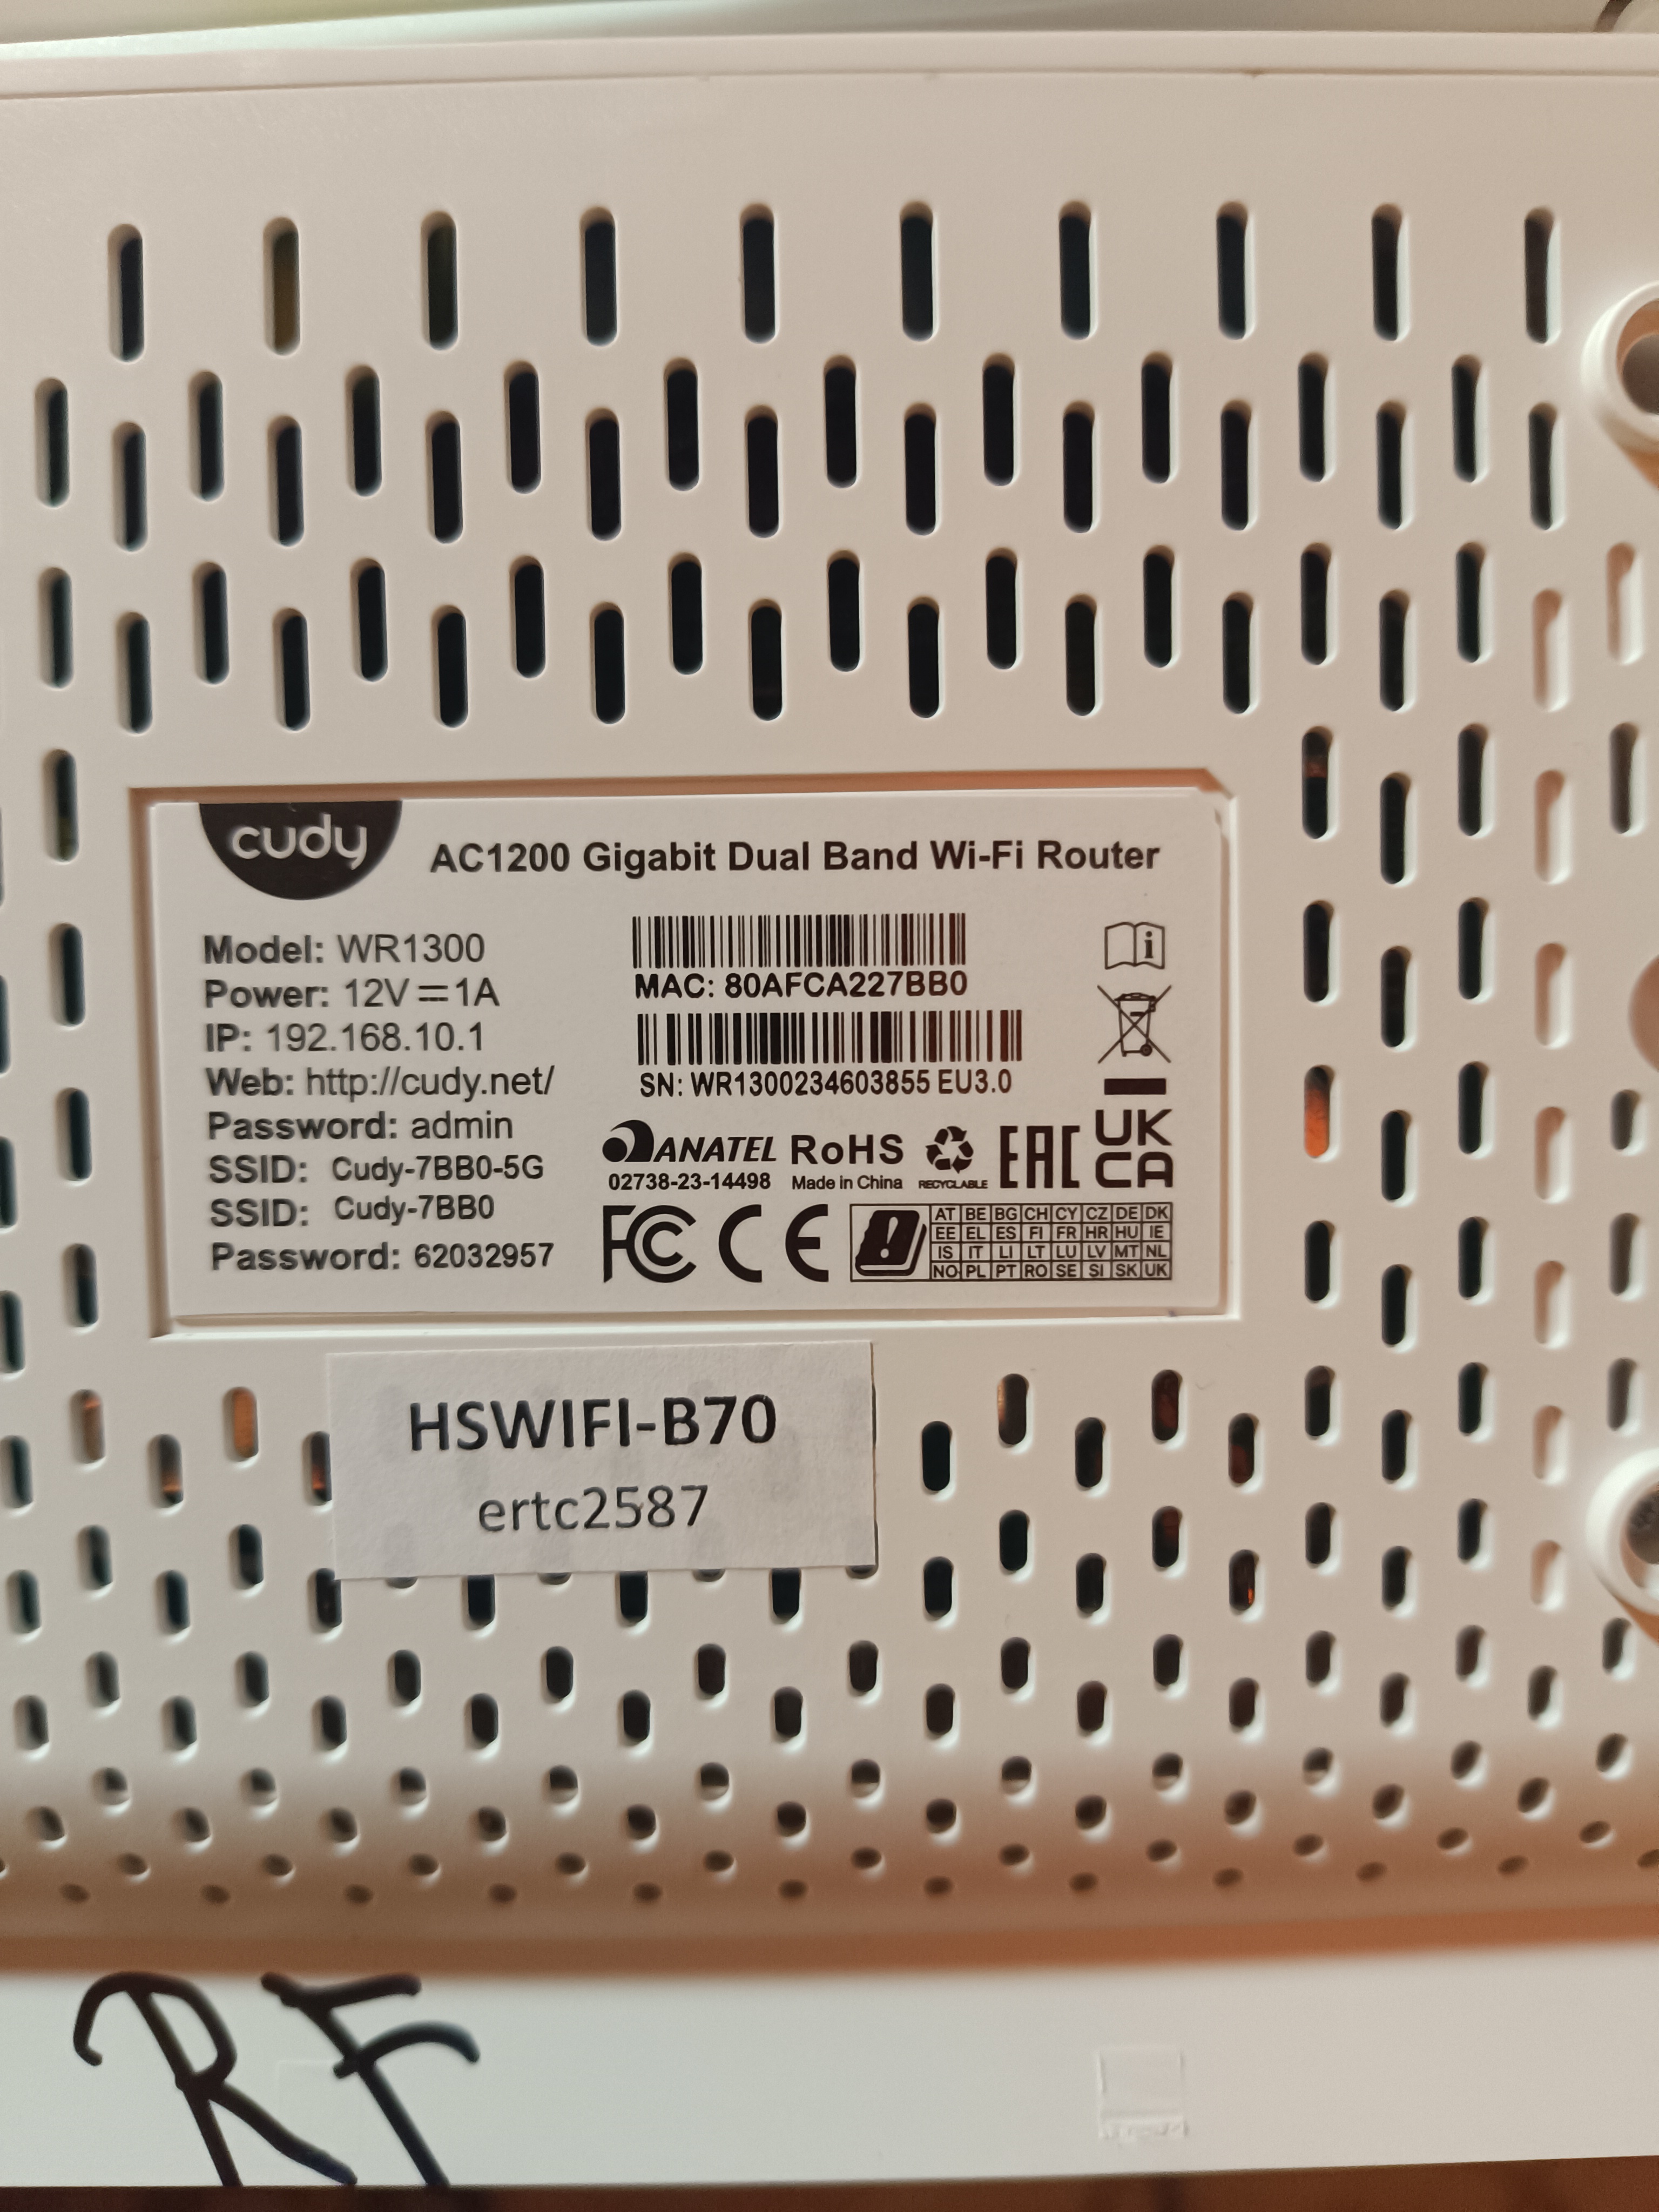 cudy
AC1200 Gigabit Dual Band Wi-Fi Router
Model: WR1300
Power: 12V⎓1A
IP: 192.168.10.1
Web: http://cudy.net/
Password: admin
SSID: Cudy-7BB0-5G
SSID: Cudy-7BB0
Password: 62032957
MAC: 80AFCA227BB0
SN: WR1300234603855 EU3.0
ANATEL
02738-23-14498
RoHS
Made in China
RECYCLABLE
EAC
UK
CA
FC CE
AT BE BG CH CY CZ DE DK
EE EL ES FI FR HR HU IE
IS IT LI LT LU LV MT NL
NO PL PT RO SE SI SK UK
HSWIFI-B70
ertc2587
RF